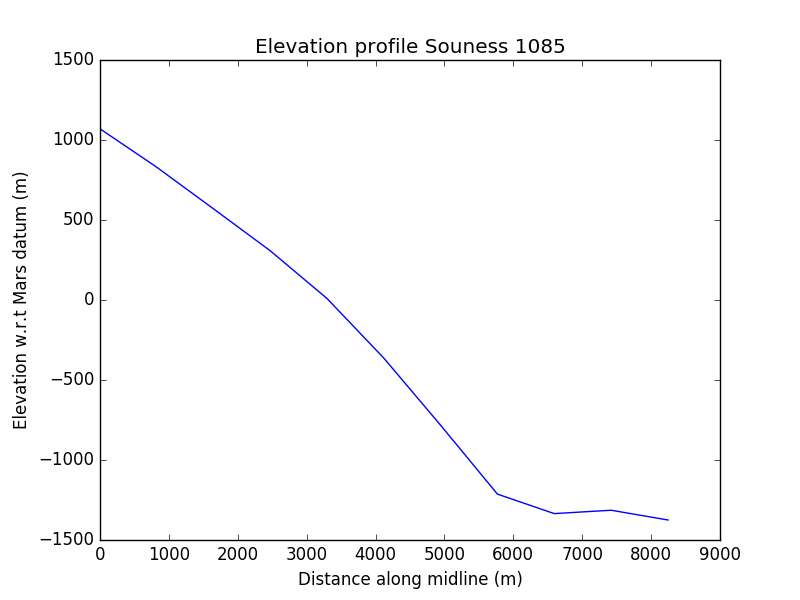 Elevation profile Souness 1085
1500
1000
500
0
−500
−1000
−1500
Elevation w.r.t Mars datum (m)
0 1000 2000 3000 4000 5000 6000 7000 8000 9000
Distance along midline (m)